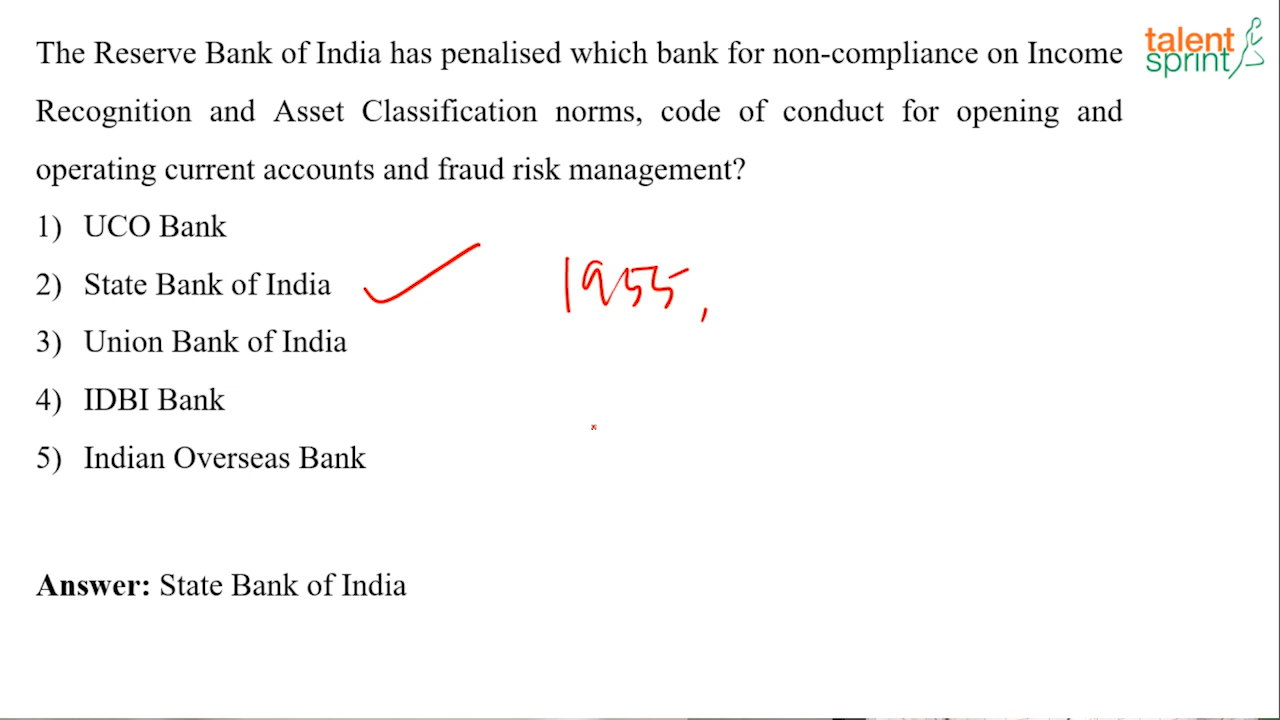 talent
sprint
The Reserve Bank of India has penalised which bank for non-compliance on Income
Recognition and Asset Classification norms, code of conduct for opening and
operating current accounts and fraud risk management?
1) UCO Bank
2) State Bank of India
1955,
3) Union Bank of India
4) IDBI Bank
5) Indian Overseas Bank
Answer: State Bank of India